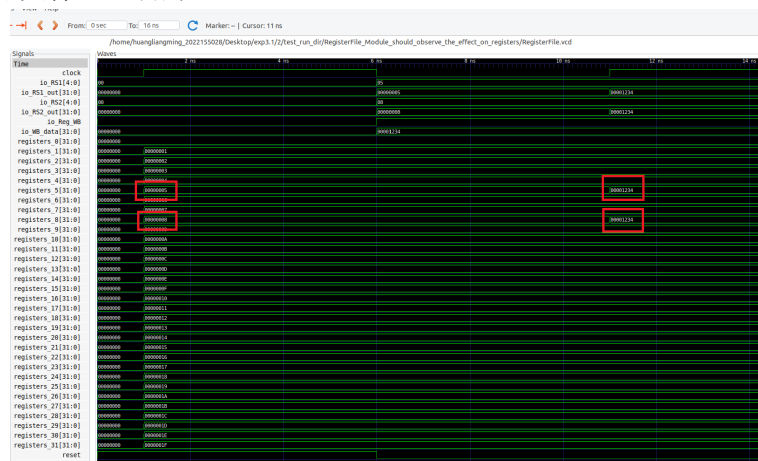 From: 0 sec To: 16 ns Marker: -- | Cursor: 11 ns
/home/huangliangming_2022155028/Desktop/exp3.1/2/test_run_dir/RegisterFile_Module_should_observe_the_effect_on_registers/RegisterFile.vcd
Signals Waves
Time 2 ns 4 ns 6 ns 8 ns 10 ns 12 ns 14 ns
clock
io_RS1[4:0] 00 05
io_RS1_out[31:0] 00000000 00000005 00001234
io_RS2[4:0] 00 08
io_RS2_out[31:0] 00000000 00000008 00001234
io_Reg_WB
io_WB_data[31:0] 00000000 00001234
registers_0[31:0] 00000000
registers_1[31:0] 00000000 00000001
registers_2[31:0] 00000000 00000002
registers_3[31:0] 00000000 00000003
registers_4[31:0] 00000000
registers_5[31:0] 00000000 00000005 00001234
registers_6[31:0] 00000000
registers_7[31:0] 00000000
registers_8[31:0] 00000000 00000008 00001234
registers_9[31:0] 00000000
registers_10[31:0] 00000000 0000000A
registers_11[31:0] 00000000 0000000B
registers_12[31:0] 00000000 0000000C
registers_13[31:0] 00000000 0000000D
registers_14[31:0] 00000000 0000000E
registers_15[31:0] 00000000 0000000F
registers_16[31:0] 00000000 00000010
registers_17[31:0] 00000000 00000011
registers_18[31:0] 00000000 00000012
registers_19[31:0] 00000000 00000013
registers_20[31:0] 00000000 00000014
registers_21[31:0] 00000000 00000015
registers_22[31:0] 00000000 00000016
registers_23[31:0] 00000000 00000017
registers_24[31:0] 00000000 00000018
registers_25[31:0] 00000000 00000019
registers_26[31:0] 00000000 0000001A
registers_27[31:0] 00000000 0000001B
registers_28[31:0] 00000000 0000001C
registers_29[31:0] 00000000 0000001D
registers_30[31:0] 00000000 0000001E
registers_31[31:0] 00000000 0000001F
reset